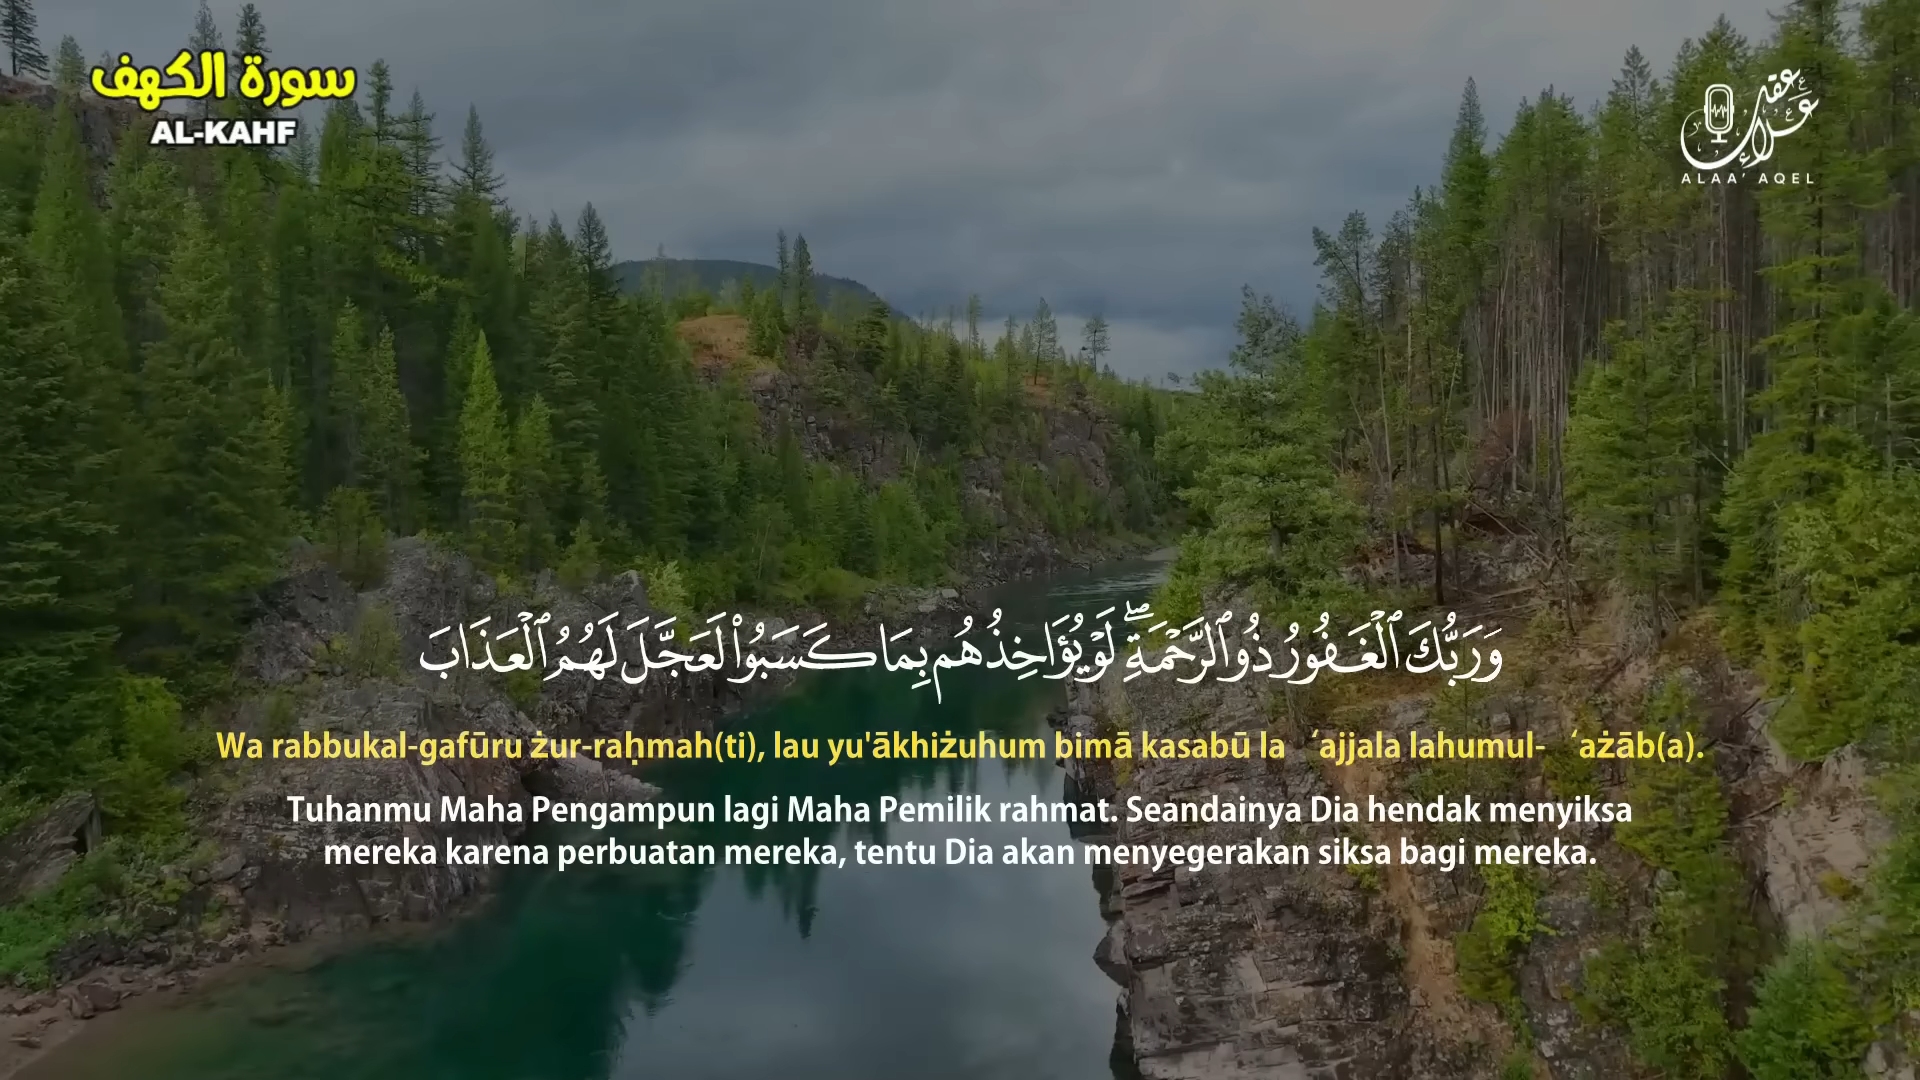 سورة الكهف
AL-KAHF
علاء عقل
ALAA' AQEL
وَرَبُّكَ ٱلْغَفُورُ ذُو ٱلرَّحْمَةِ ۖ لَوْ يُؤَاخِذُهُم بِمَا كَسَبُوا۟ لَعَجَّلَ لَهُمُ ٱلْعَذَابَ
Wa rabbukal-gafūru żur-raḥmah(ti), lau yu'ākhiżuhum bimā kasabū la ‘ajjala lahumul- ‘ażāb(a).
Tuhanmu Maha Pengampun lagi Maha Pemilik rahmat. Seandainya Dia hendak menyiksa
mereka karena perbuatan mereka, tentu Dia akan menyegerakan siksa bagi mereka.